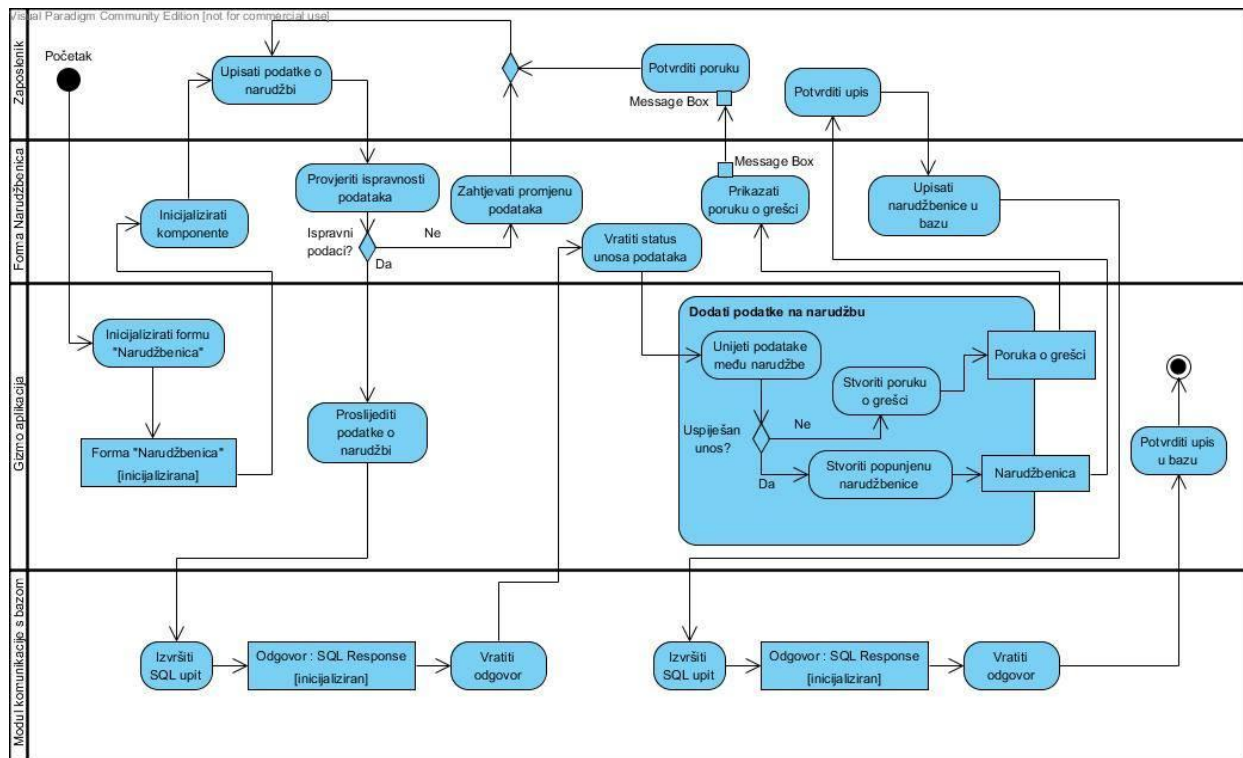 Visual Paradigm Community Edition [not for commercial use]
Zaposlenik
Početak
Upisati podatke o
narudžbi
Potvrditi poruku
Message Box
Potvrditi upis
Forma Narudžbenica
Inicijalizirati
komponente
Provjeriti ispravnosti
podataka
Ispravni
podaci?
Ne
Da
Zahtjevati promjenu
podataka
Vratiti status
unosa podataka
Message Box
Prikazati
poruku o grešci
Upisati
narudžbenice u
bazu
Gizmo aplikacija
Inicijalizirati formu
"Narudžbenica"
Forma "Narudžbenica"
[inicijalizirana]
Proslijediti
podatke o
narudžbi
Dodati podatke na narudžbu
Unijeti podatake
među narudžbe
Uspiješan
unos?
Ne
Da
Stvoriti poruku
o grešci
Poruka o grešci
Stvoriti popunjenu
narudžbenice
Narudžbenica
Potvrditi upis
u bazu
Modul komunikacije s bazom
Izvršiti
SQL upit
Odgovor : SQL Response
[inicijaliziran]
Vratiti
odgovor
Izvršiti
SQL upit
Odgovor : SQL Response
[inicijaliziran]
Vratiti
odgovor